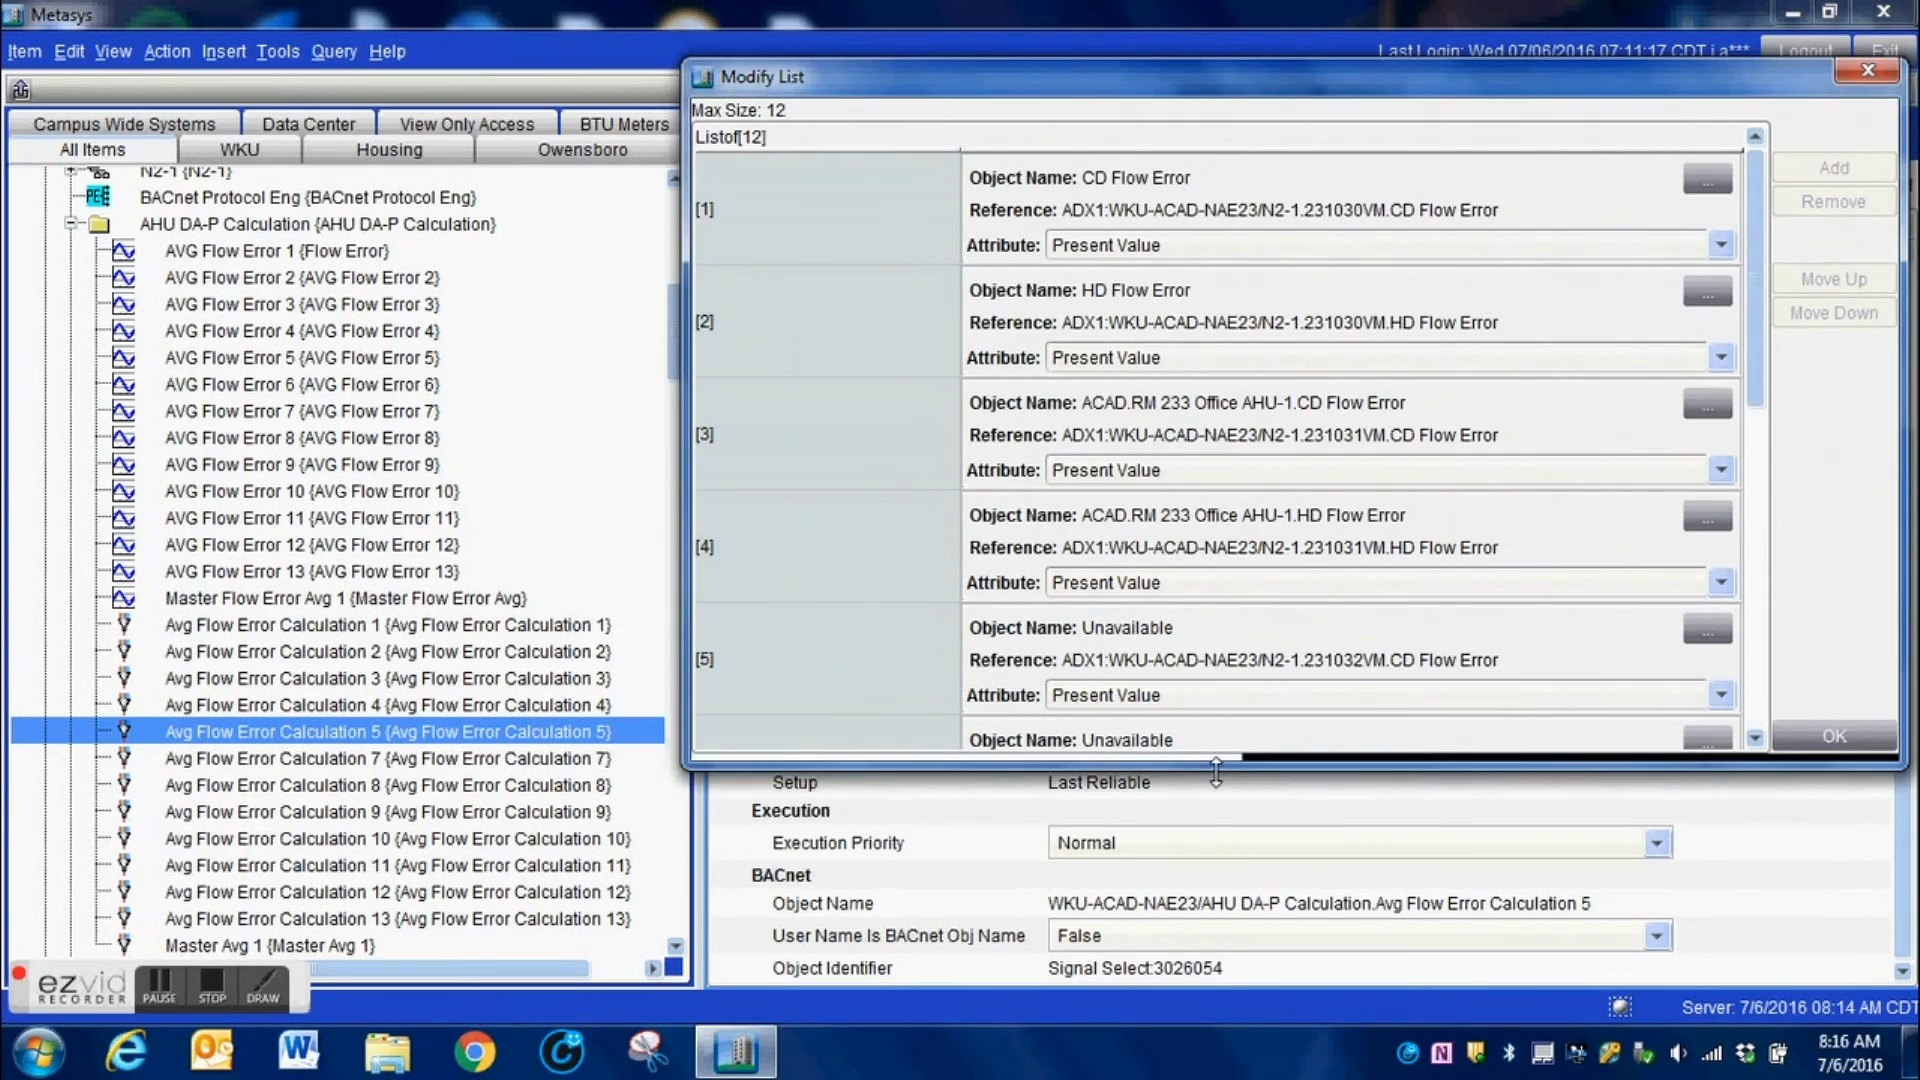 Metasys
Item Edit View Action Insert Tools Query Help
Last Login: Wed 07/06/2016 07:11:17 CDT j.a***
Logout Exit
Campus Wide Systems Data Center View Only Access BTU Meters
All Items WKU Housing Owensboro
N2-1 {N2-1}
BACnet Protocol Eng {BACnet Protocol Eng}
AHU DA-P Calculation {AHU DA-P Calculation}
AVG Flow Error 1 {Flow Error}
AVG Flow Error 2 {AVG Flow Error 2}
AVG Flow Error 3 {AVG Flow Error 3}
AVG Flow Error 4 {AVG Flow Error 4}
AVG Flow Error 5 {AVG Flow Error 5}
AVG Flow Error 6 {AVG Flow Error 6}
AVG Flow Error 7 {AVG Flow Error 7}
AVG Flow Error 8 {AVG Flow Error 8}
AVG Flow Error 9 {AVG Flow Error 9}
AVG Flow Error 10 {AVG Flow Error 10}
AVG Flow Error 11 {AVG Flow Error 11}
AVG Flow Error 12 {AVG Flow Error 12}
AVG Flow Error 13 {AVG Flow Error 13}
Master Flow Error Avg 1 {Master Flow Error Avg}
Avg Flow Error Calculation 1 {Avg Flow Error Calculation 1}
Avg Flow Error Calculation 2 {Avg Flow Error Calculation 2}
Avg Flow Error Calculation 3 {Avg Flow Error Calculation 3}
Avg Flow Error Calculation 4 {Avg Flow Error Calculation 4}
Avg Flow Error Calculation 5 {Avg Flow Error Calculation 5}
Avg Flow Error Calculation 7 {Avg Flow Error Calculation 7}
Avg Flow Error Calculation 8 {Avg Flow Error Calculation 8}
Avg Flow Error Calculation 9 {Avg Flow Error Calculation 9}
Avg Flow Error Calculation 10 {Avg Flow Error Calculation 10}
Avg Flow Error Calculation 11 {Avg Flow Error Calculation 11}
Avg Flow Error Calculation 12 {Avg Flow Error Calculation 12}
Avg Flow Error Calculation 13 {Avg Flow Error Calculation 13}
Master Avg 1 {Master Avg 1}
Modify List
Max Size: 12
Listof[12]
[1]
Object Name: CD Flow Error
...
Reference: ADX1:WKU-ACAD-NAE23/N2-1.231030VM.CD Flow Error
Attribute: Present Value
[2]
Object Name: HD Flow Error
...
Reference: ADX1:WKU-ACAD-NAE23/N2-1.231030VM.HD Flow Error
Attribute: Present Value
[3]
Object Name: ACAD.RM 233 Office AHU-1.CD Flow Error
...
Reference: ADX1:WKU-ACAD-NAE23/N2-1.231031VM.CD Flow Error
Attribute: Present Value
[4]
Object Name: ACAD.RM 233 Office AHU-1.HD Flow Error
...
Reference: ADX1:WKU-ACAD-NAE23/N2-1.231031VM.HD Flow Error
Attribute: Present Value
[5]
Object Name: Unavailable
...
Reference: ADX1:WKU-ACAD-NAE23/N2-1.231032VM.CD Flow Error
Attribute: Present Value
Object Name: Unavailable
...
Add
Remove
Move Up
Move Down
OK
Setup Last Reliable
Execution
Execution Priority Normal
BACnet
Object Name WKU-ACAD-NAE23/AHU DA-P Calculation.Avg Flow Error Calculation 5
User Name Is BACnet Obj Name False
Object Identifier Signal Select:3026054
ezvid
RECORDER
PAUSE STOP DRAW
Server: 7/6/2016 08:14 AM CDT
8:16 AM
7/6/2016